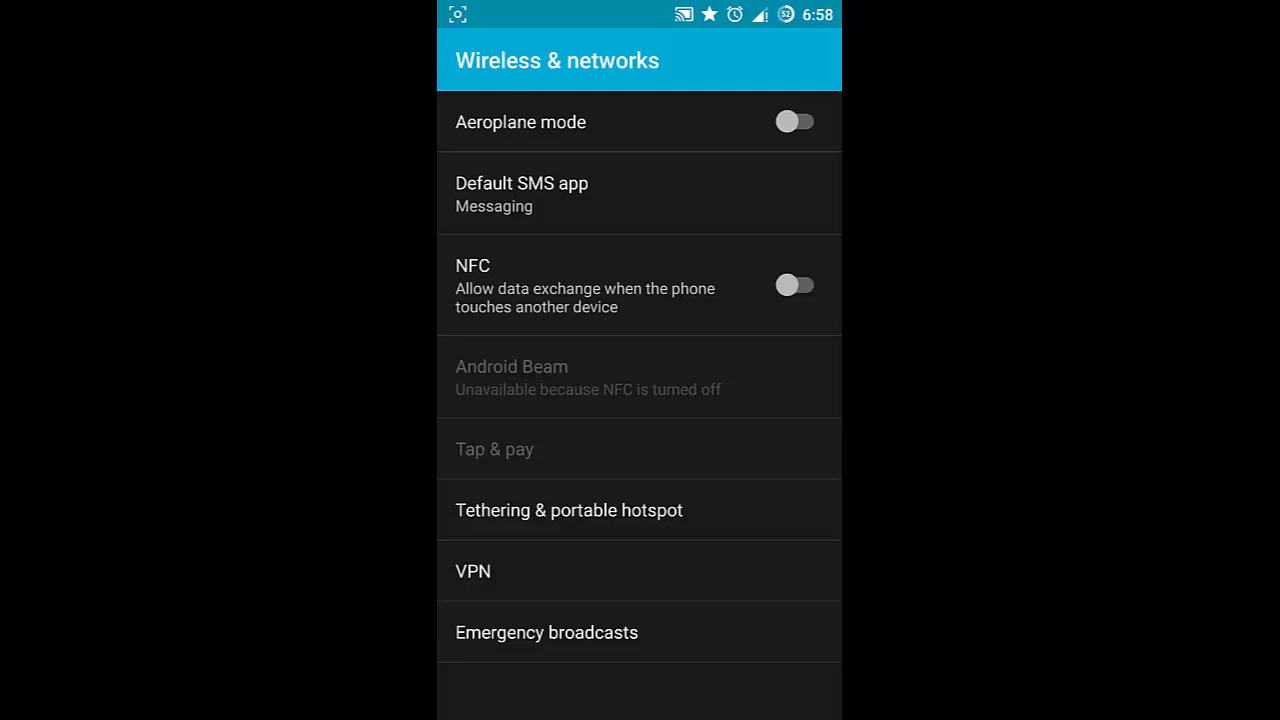 52 6:58
Wireless & networks
Aeroplane mode
Default SMS app
Messaging
NFC
Allow data exchange when the phone
touches another device
Android Beam
Unavailable because NFC is turned off
Tap & pay
Tethering & portable hotspot
VPN
Emergency broadcasts